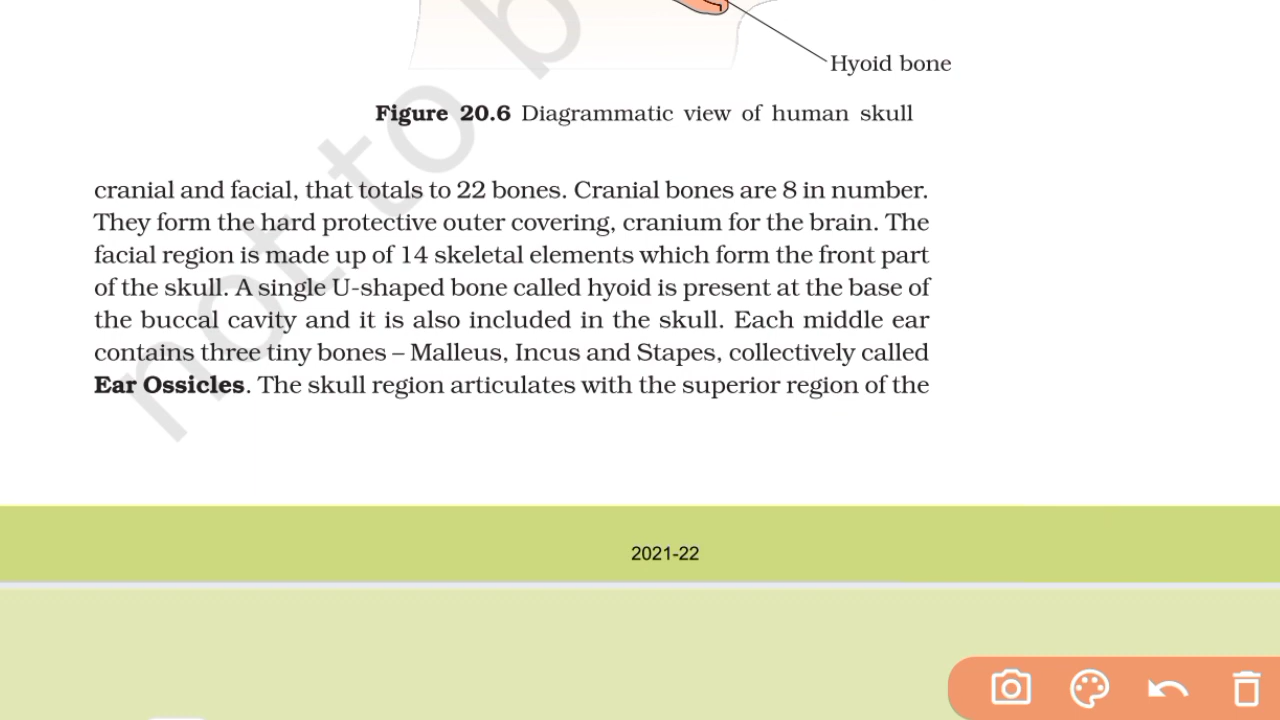 Hyoid bone
Figure 20.6 Diagrammatic view of human skull
cranial and facial, that totals to 22 bones. Cranial bones are 8 in number.
They form the hard protective outer covering, cranium for the brain. The
facial region is made up of 14 skeletal elements which form the front part
of the skull. A single U-shaped bone called hyoid is present at the base of
the buccal cavity and it is also included in the skull. Each middle ear
contains three tiny bones – Malleus, Incus and Stapes, collectively called
Ear Ossicles. The skull region articulates with the superior region of the
not to b
2021-22